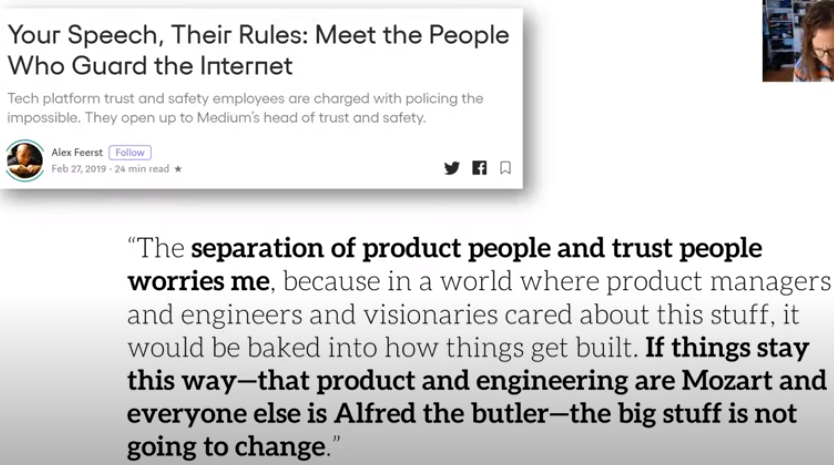 Your Speech, Their Rules: Meet the People
Who Guard the Internet
Tech platform trust and safety employees are charged with policing the
impossible. They open up to Medium's head of trust and safety.
Alex Feerst Follow
Feb 27, 2019 · 24 min read ★
“The separation of product people and trust people
worries me, because in a world where product managers
and engineers and visionaries cared about this stuff, it
would be baked into how things get built. If things stay
this way—that product and engineering are Mozart and
everyone else is Alfred the butler—the big stuff is not
going to change.”